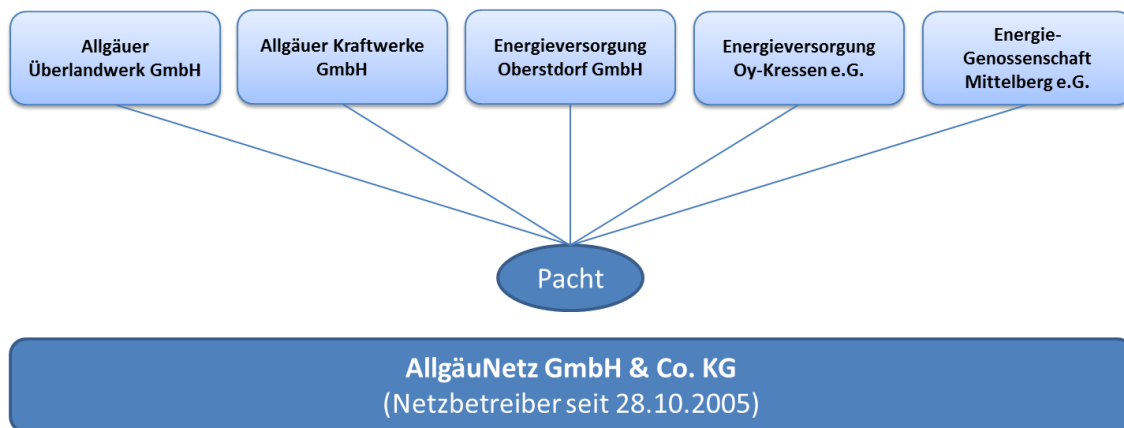 Allgäuer
Überlandwerk GmbH
Allgäuer Kraftwerke
GmbH
Energieversorgung
Oberstdorf GmbH
Energieversorgung
Oy-Kressen e.G.
Energie-
Genossenschaft
Mittelberg e.G.
Pacht
AllgäuNetz GmbH & Co. KG
(Netzbetreiber seit 28.10.2005)